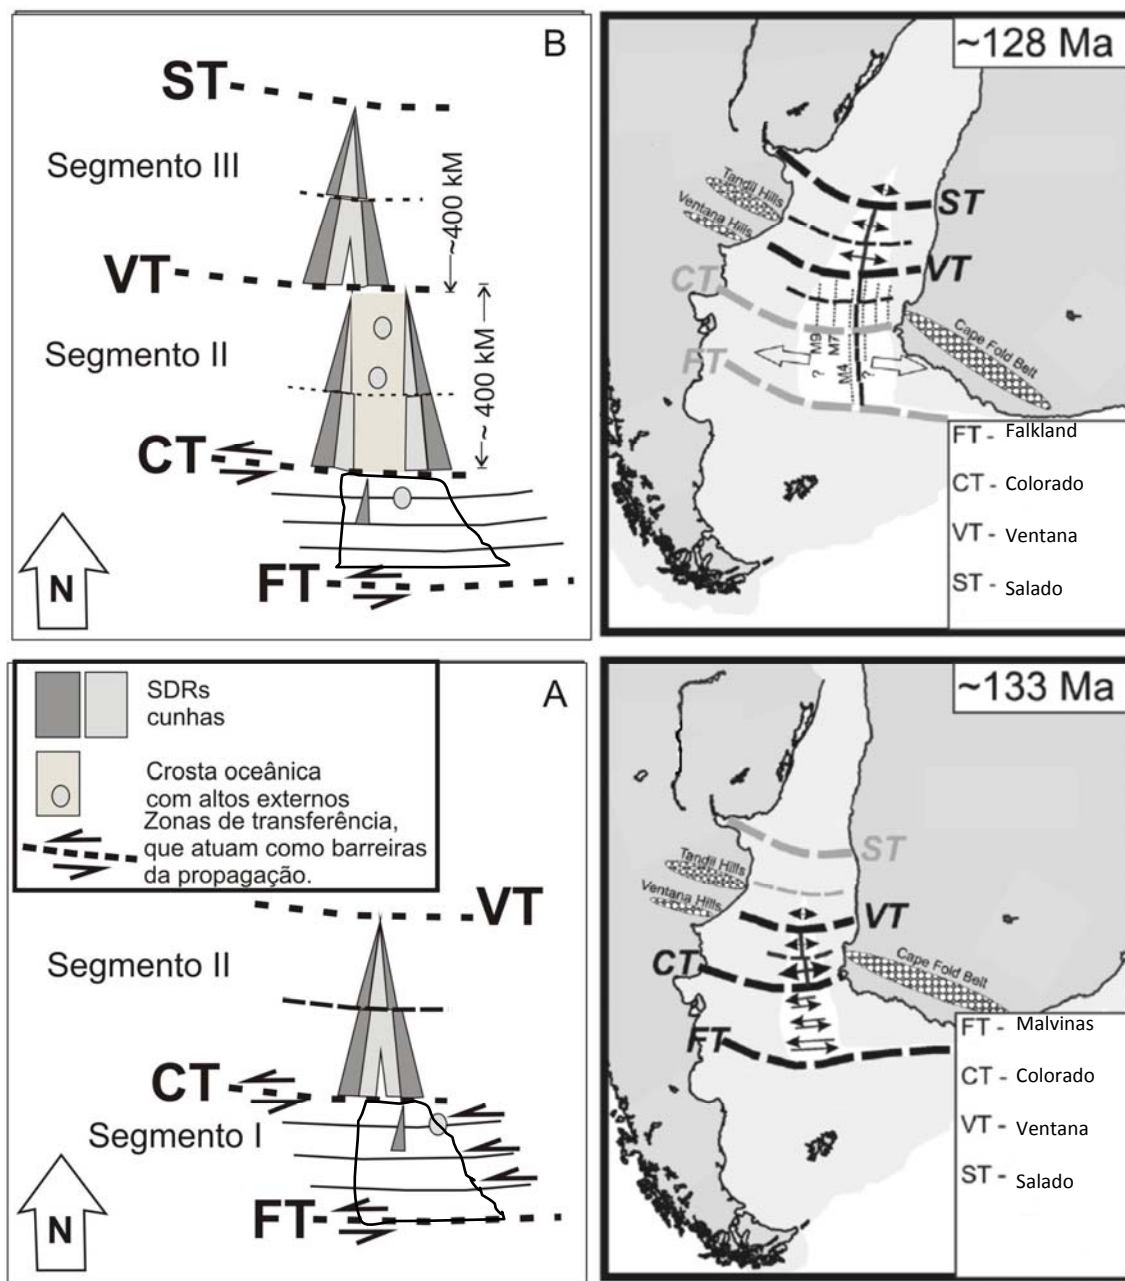 B
ST
Segmento III
~400 kM
VT
Segmento II
~ 400 kM
CT
FT
N
~128 Ma
Tandil Hills
Ventana Hills
ST
VT
CT
FT
M9
M7
M4
?
?
Cape Fold Belt
FT - Falkland
CT - Colorado
VT - Ventana
ST - Salado
A
SDRs
cunhas
Crosta oceânica
com altos externos
Zonas de transferência,
que atuam como barreiras
da propagação.
VT
Segmento II
CT
Segmento I
FT
N
~133 Ma
ST
Tandil Hills
Ventana Hills
VT
CT
Cape Fold Belt
FT
FT - Malvinas
CT - Colorado
VT - Ventana
ST - Salado